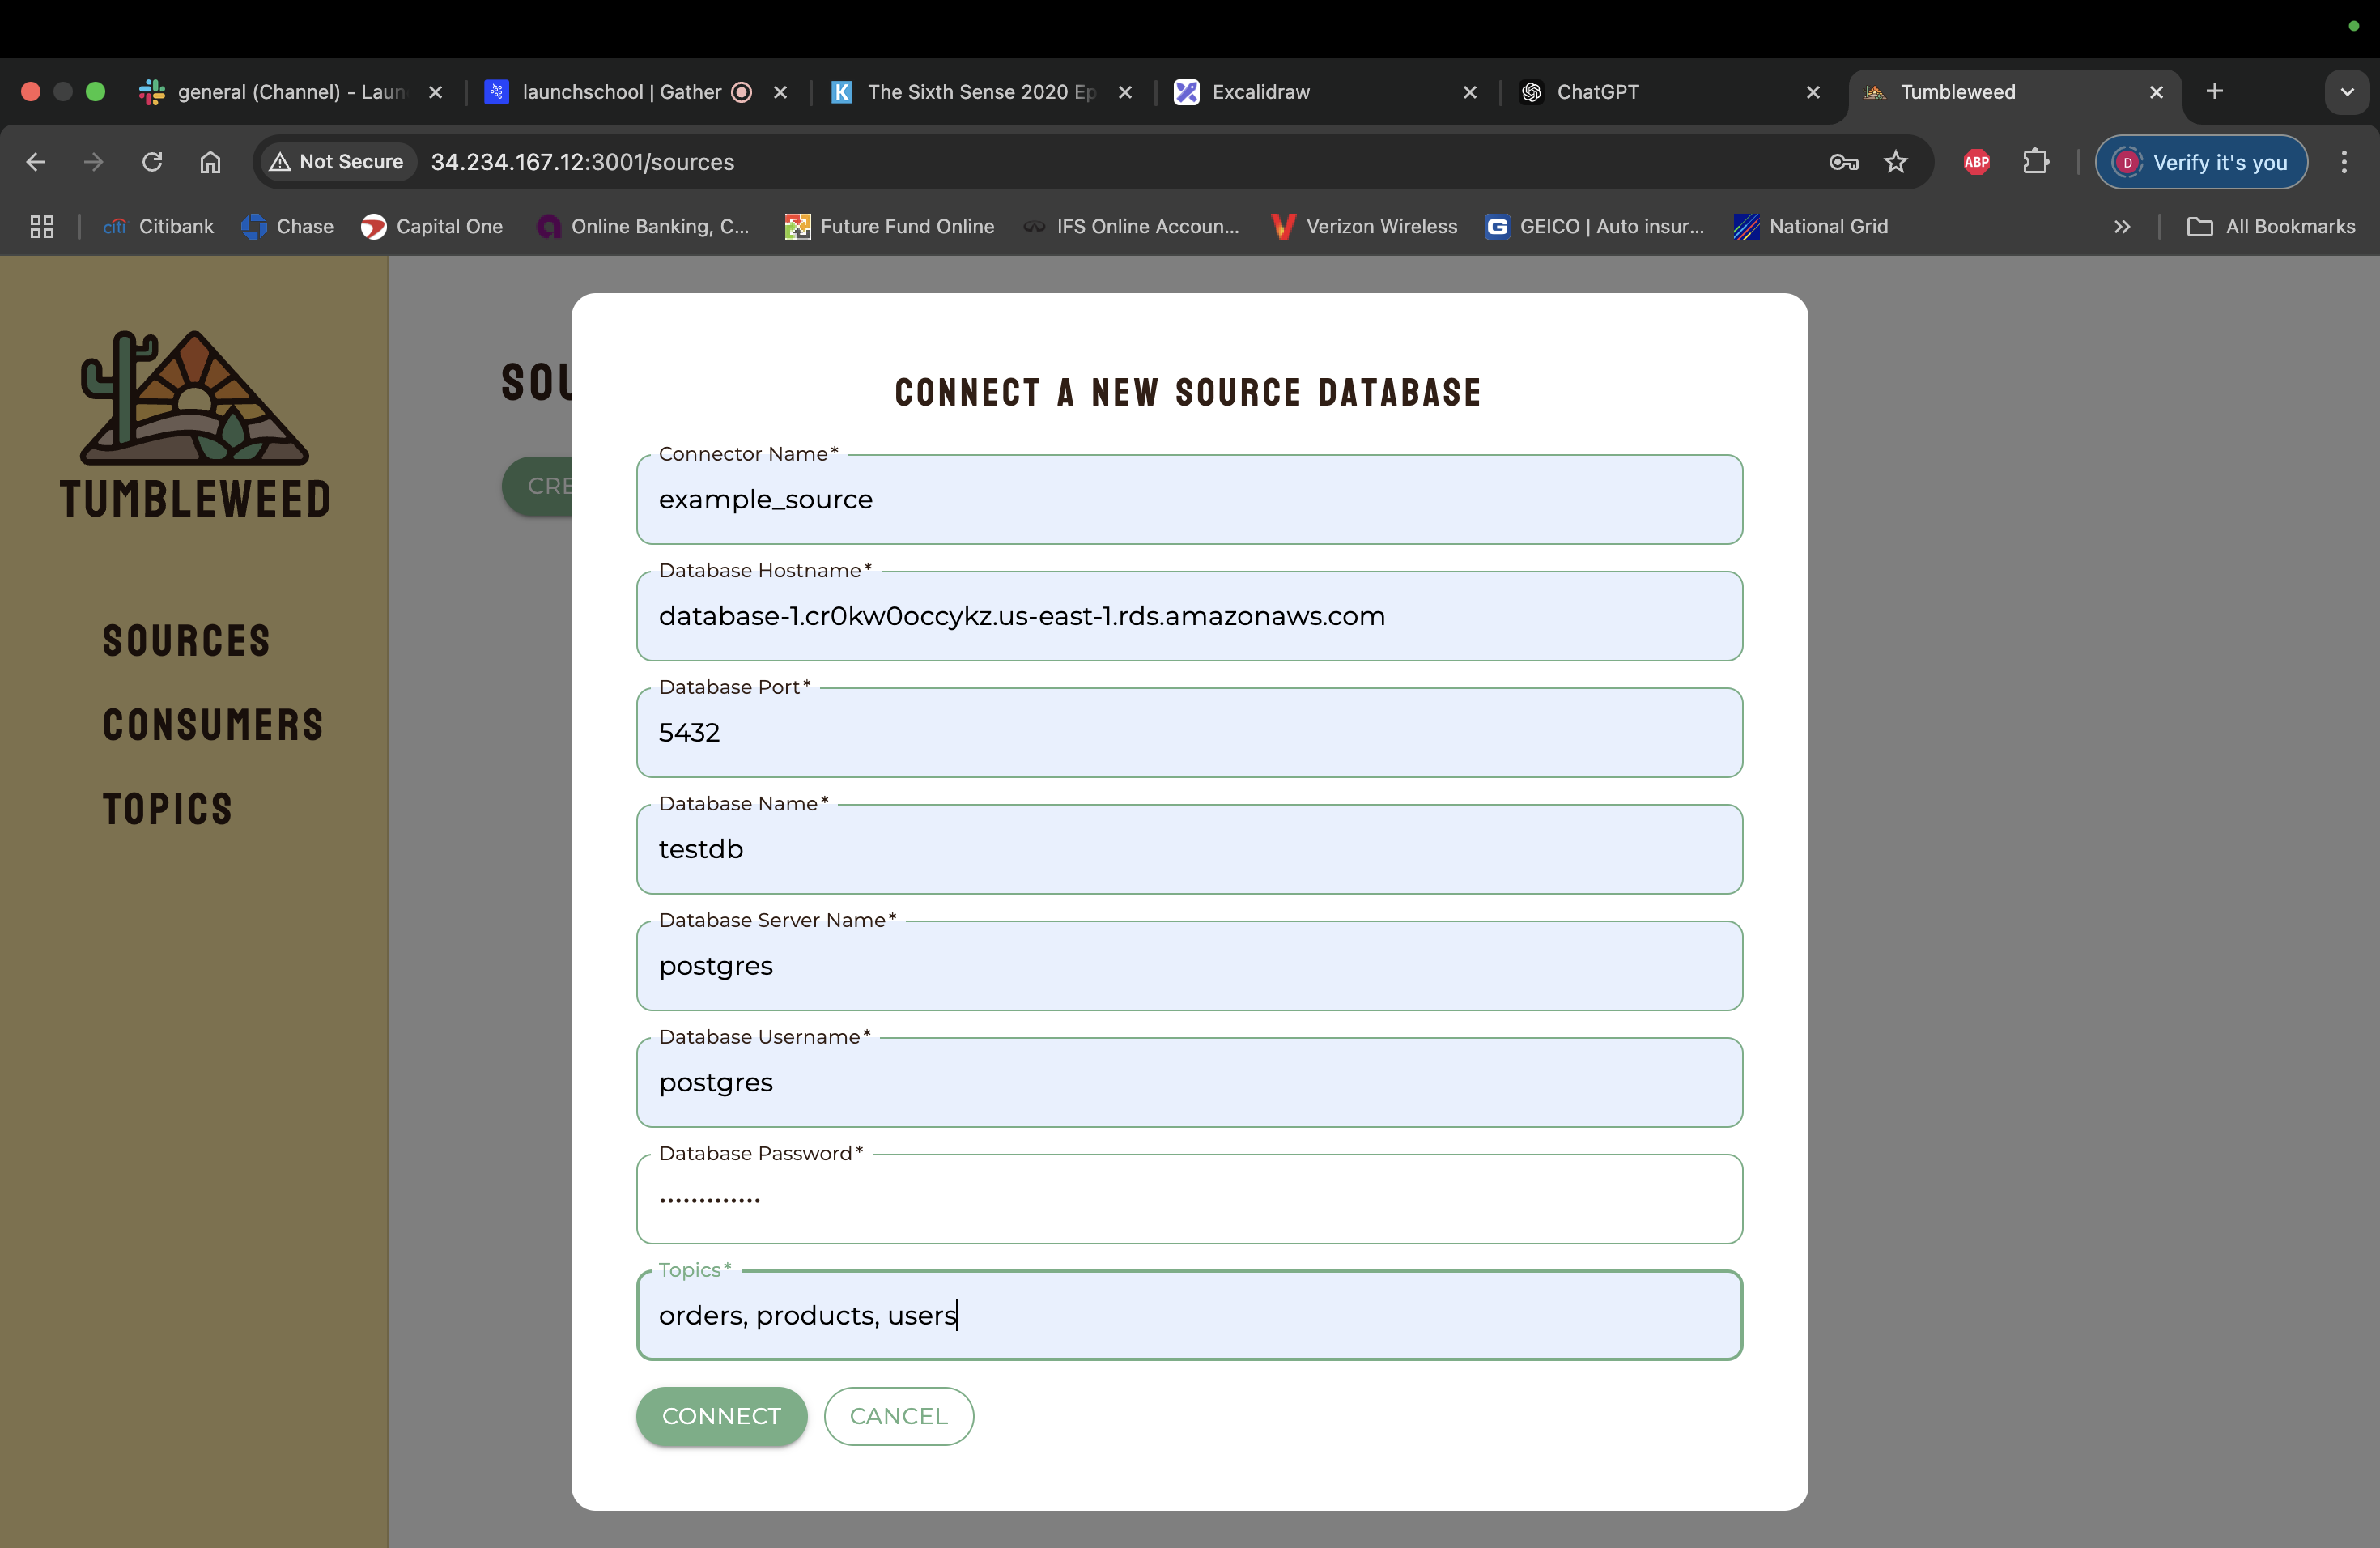 general (Channel) - Laun
launchschool | Gather
The Sixth Sense 2020 Ep
Excalidraw
ChatGPT
Tumbleweed
Not Secure
34.234.167.12:3001/sources
ABP
D
Verify it's you
citi
Citibank
Chase
Capital One
Online Banking, C...
Future Fund Online
IFS Online Accoun...
Verizon Wireless
G
GEICO | Auto insur...
National Grid
All Bookmarks
TUMBLEWEED
SOURCES
CONSUMERS
TOPICS
SOU
CRE
CONNECT A NEW SOURCE DATABASE
Connector Name*
example_source
Database Hostname*
database-1.cr0kw0occykz.us-east-1.rds.amazonaws.com
Database Port*
5432
Database Name*
testdb
Database Server Name*
postgres
Database Username*
postgres
Database Password*
•••••••••••••
Topics*
orders, products, users
CONNECT
CANCEL